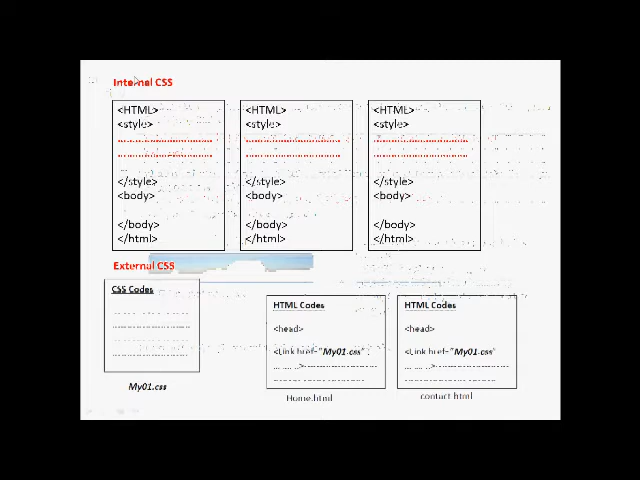 Internal CSS
<HTML>
<style>
</style>
<body>
</body>
</html>
<HTML>
<style>
</style>
<body>
</body>
</html>
<HTML>
<style>
</style>
<body>
</body>
</html>
External CSS
CSS Codes
My01.css
HTML Codes
<head>
<Link href="My01.css"
... ... ..>
Home.html
HTML Codes
<head>
<Link href="My01.css"
... ... ..>
contact.html